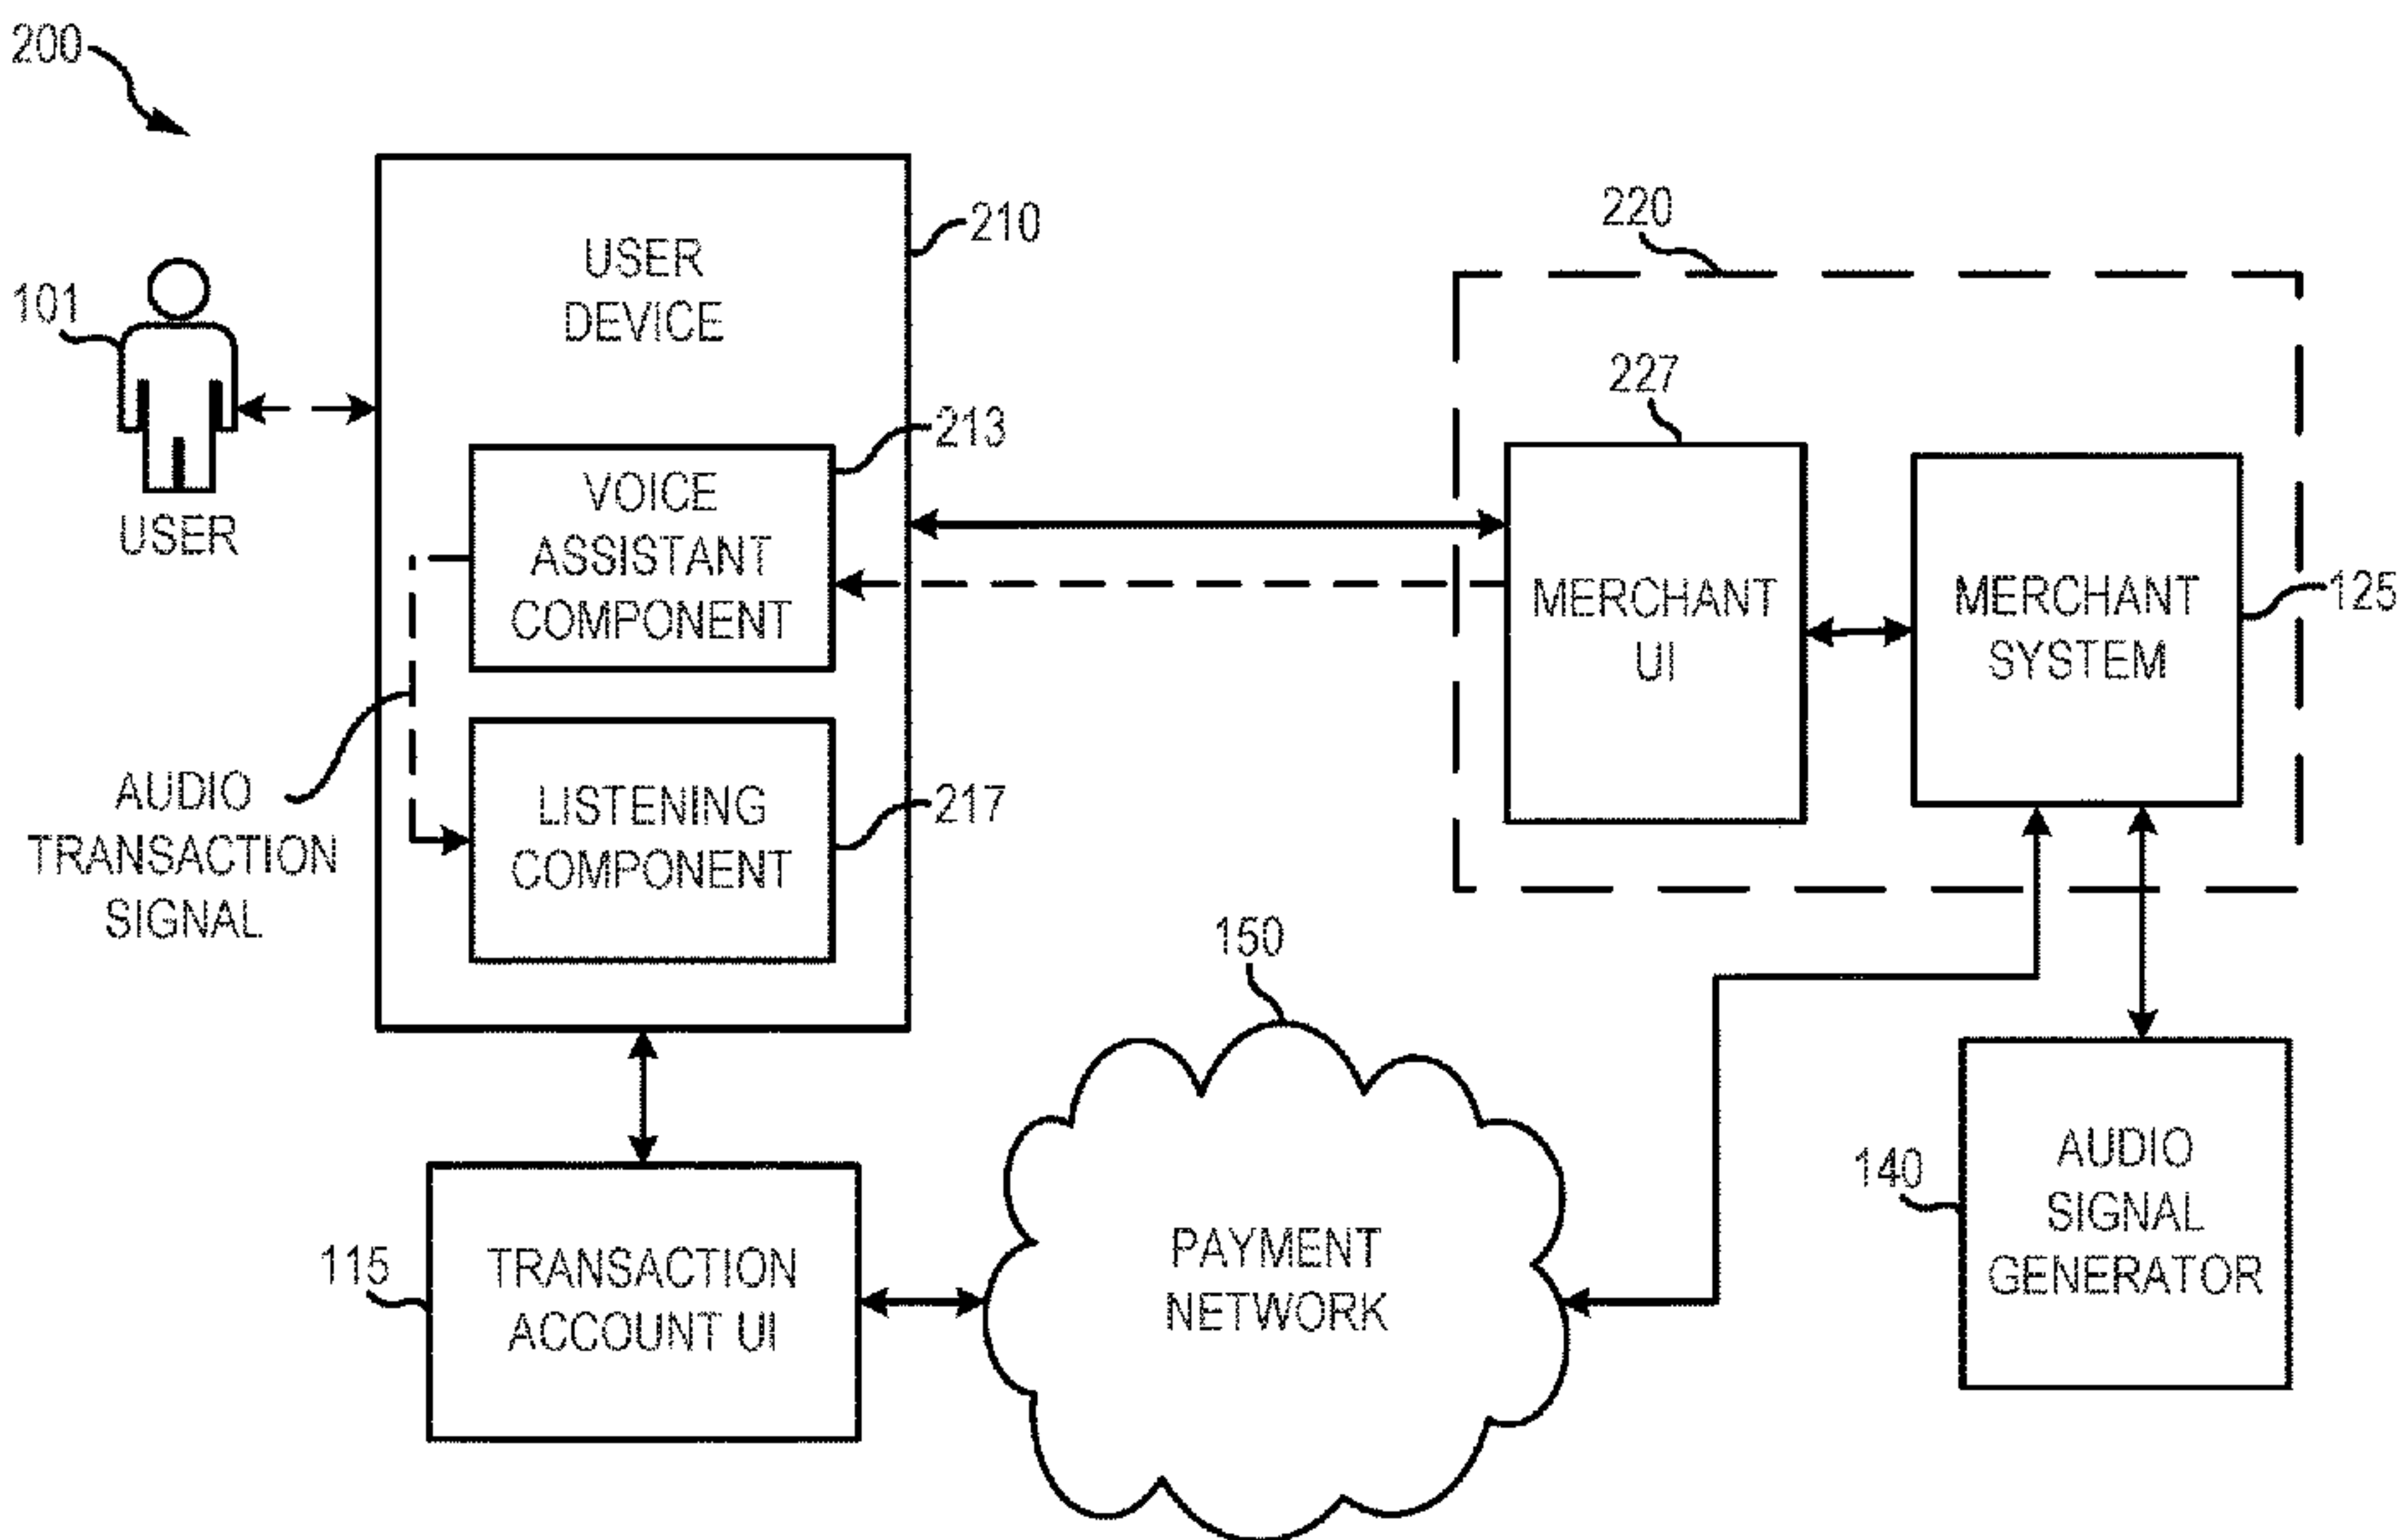 200
101
USER
USER
DEVICE
210
213
VOICE
ASSISTANT
COMPONENT
LISTENING
COMPONENT
217
AUDIO
TRANSACTION
SIGNAL
220
227
MERCHANT
UI
MERCHANT
SYSTEM
125
150
PAYMENT
NETWORK
115
TRANSACTION
ACCOUNT UI
140
AUDIO
SIGNAL
GENERATOR